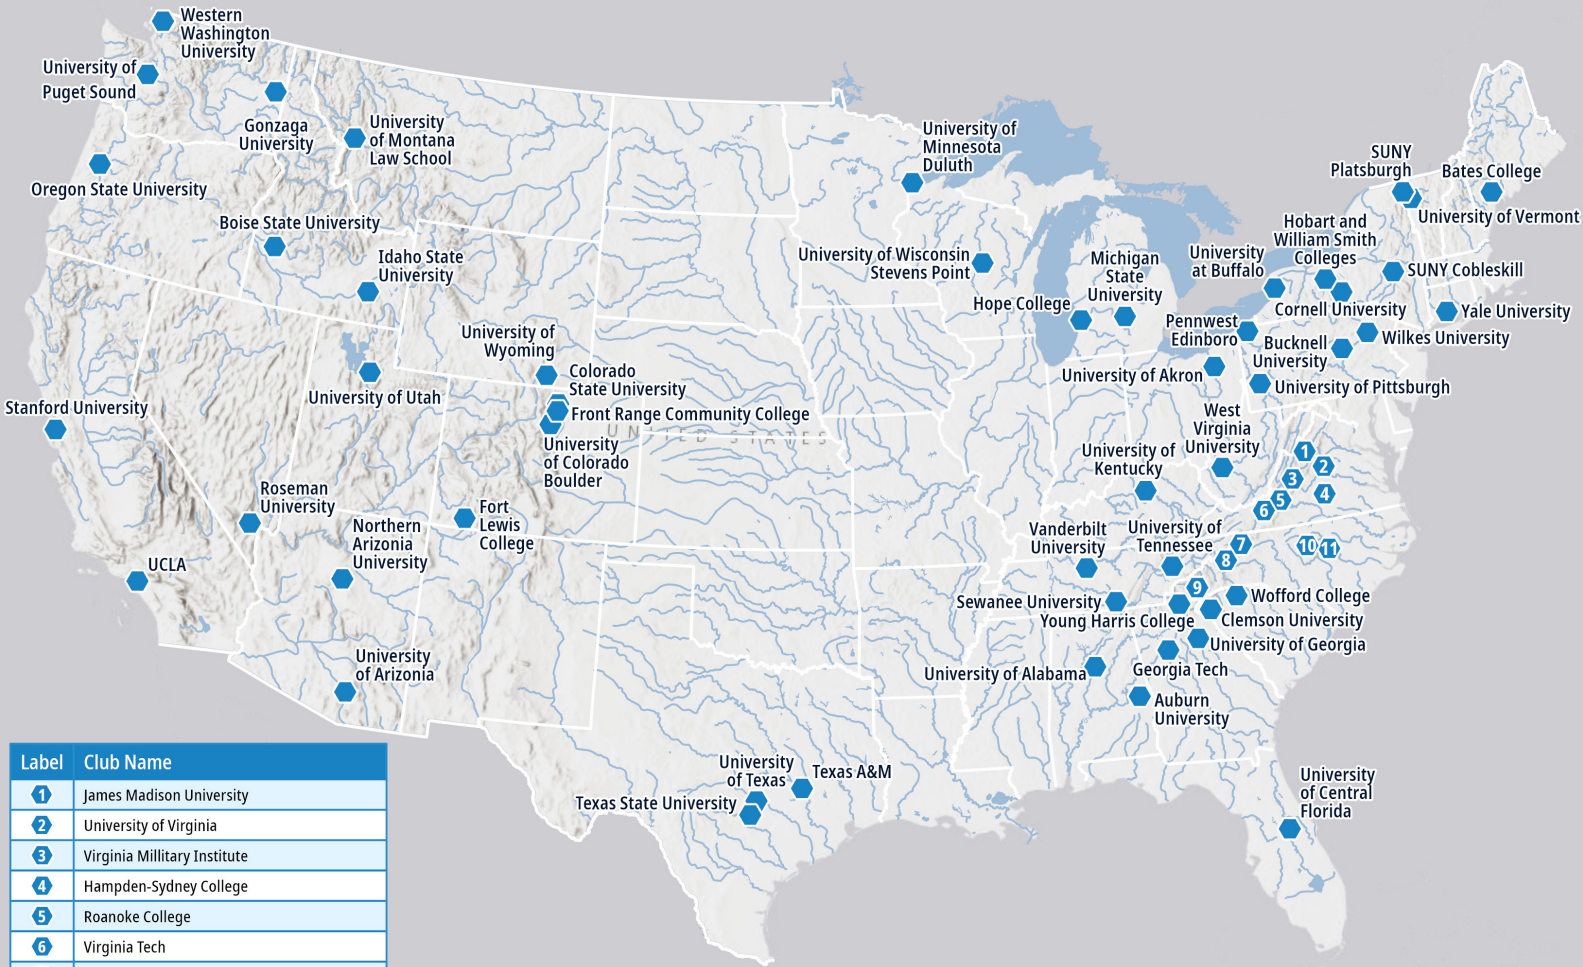 Western
Washington
University
University of
Puget Sound
Gonzaga
University
University
of Montana
Law School
Oregon State University
Boise State University
Idaho State
University
University of
Minnesota
Duluth
University of Wisconsin
Stevens Point
Hope College
Michigan
State
University
University
at Buffalo
Hobart and
William Smith
Colleges
SUNY
Platsburgh
Bates College
University of Vermont
SUNY Cobleskill
Cornell University
Yale University
Pennwest
Edinboro
Bucknell
University
Wilkes University
University of Akron
University of Pittsburgh
University of
Wyoming
Colorado
State University
Front Range Community College
University
of Colorado
Boulder
University of Utah
Stanford University
UNITED STATES
West
Virginia
University
University of
Kentucky
1
2
3
4
5
6
Roseman
University
Northern
Arizona
University
Fort
Lewis
College
UCLA
Vanderbilt
University
University of
Tennessee
7
8
9
10
11
Sewanee University
Young Harris College
Wofford College
Clemson University
University of Georgia
Georgia Tech
University of Alabama
Auburn
University
University
of Arizona
University
of Texas
Texas A&M
Texas State University
University
of Central
Florida
Label Club Name
1 James Madison University
2 University of Virginia
3 Virginia Millitary Institute
4 Hampden-Sydney College
5 Roanoke College
6 Virginia Tech